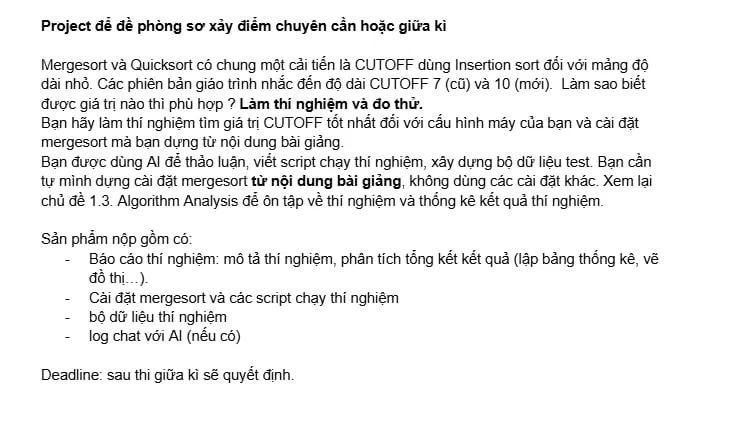 Project để đề phòng sơ xảy điểm chuyên cần hoặc giữa kì
Mergesort và Quicksort có chung một cải tiến là CUTOFF dùng Insertion sort đối với mảng độ
dài nhỏ. Các phiên bản giáo trình nhắc đến độ dài CUTOFF 7 (cũ) và 10 (mới).  Làm sao biết
được giá trị nào thì phù hợp ? Làm thí nghiệm và đo thử.
Bạn hãy làm thí nghiệm tìm giá trị CUTOFF tốt nhất đối với cấu hình máy của bạn và cài đặt
mergesort mà bạn dựng từ nội dung bài giảng.
Bạn được dùng AI để thảo luận, viết script chạy thí nghiệm, xây dựng bộ dữ liệu test. Bạn cần
tự mình dựng cài đặt mergesort từ nội dung bài giảng, không dùng các cài đặt khác. Xem lại
chủ đề 1.3. Algorithm Analysis để ôn tập về thí nghiệm và thống kê kết quả thí nghiệm.
Sản phẩm nộp gồm có:
- Báo cáo thí nghiệm: mô tả thí nghiệm, phân tích tổng kết kết quả (lập bảng thống kê, vẽ
đồ thị…).
- Cài đặt mergesort và các script chạy thí nghiệm
- bộ dữ liệu thí nghiệm
- log chat với AI (nếu có)
Deadline: sau thi giữa kì sẽ quyết định.